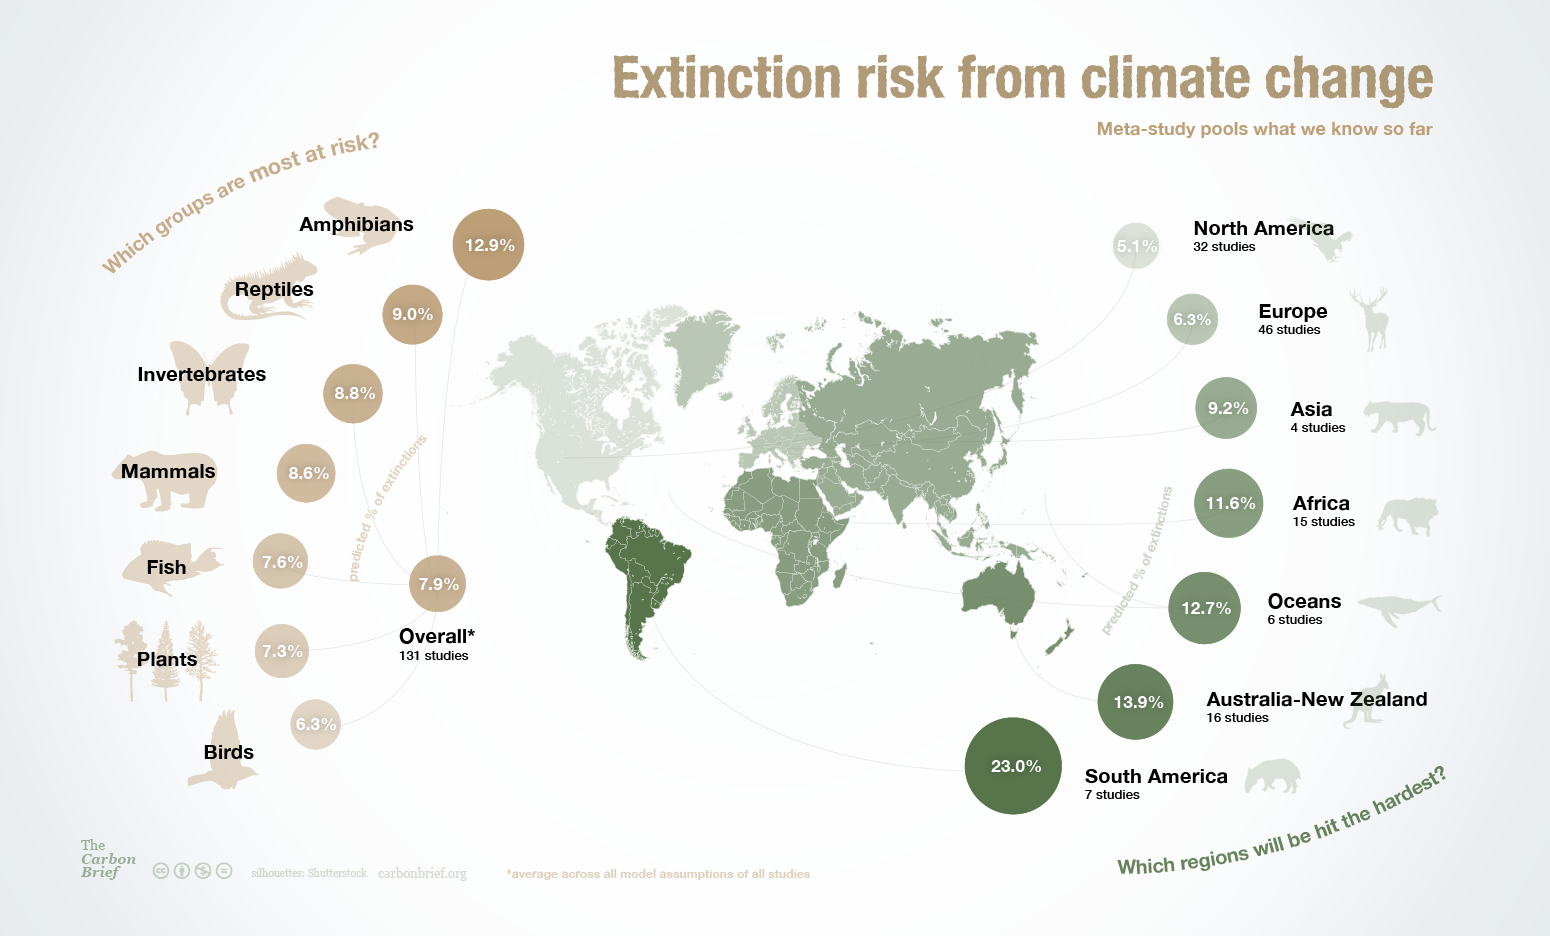 Extinction risk from climate change
Meta-study pools what we know so far
Which groups are most at risk?
Amphibians
12.9%
Reptiles
9.0%
Invertebrates
8.8%
Mammals
8.6%
Fish
7.6%
Plants
7.3%
Birds
6.3%
predicted % of extinctions
7.9%
Overall*
131 studies
5.1%
North America
32 studies
6.3%
Europe
46 studies
9.2%
Asia
4 studies
11.6%
Africa
15 studies
predicted % of extinctions
12.7%
Oceans
6 studies
13.9%
Australia-New Zealand
16 studies
23.0%
South America
7 studies
Which regions will be hit the hardest?
The
Carbon
Brief
cc
silhouettes: Shutterstock carbonbrief.org
*average across all model assumptions of all studies